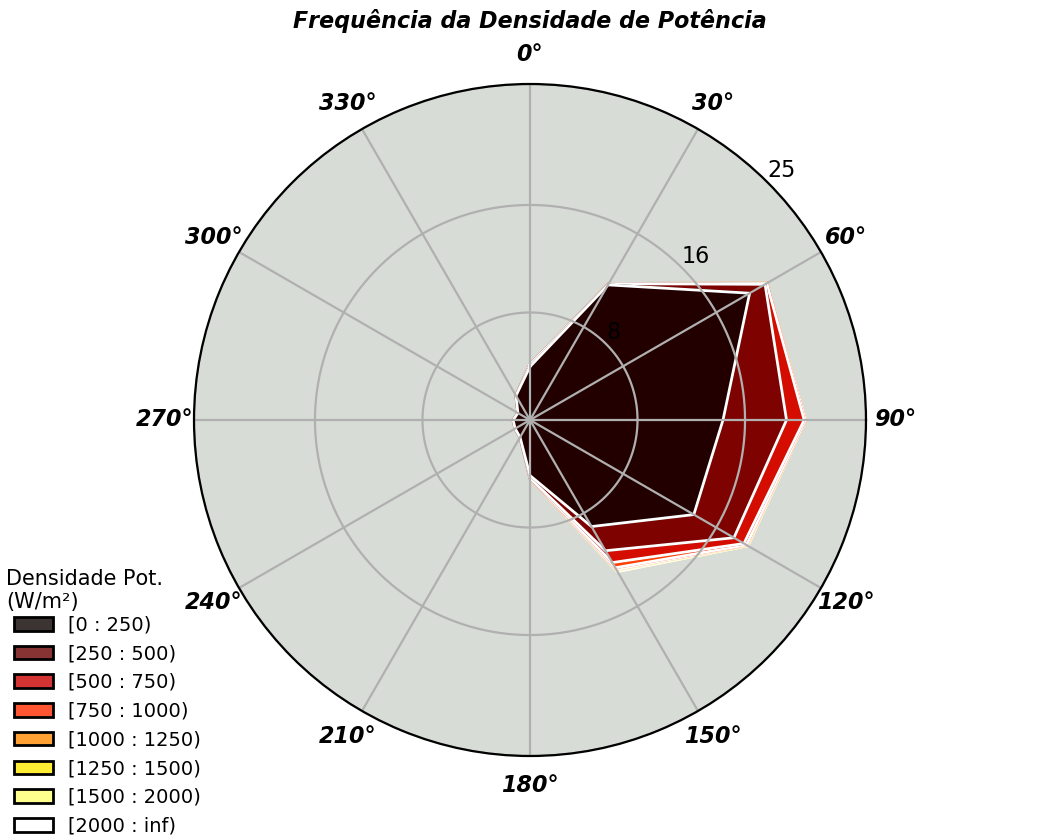 Frequência da Densidade de Potência
0°
330°
30°
25
300°
60°
16
8
270°
90°
240°
120°
210°
150°
180°
Densidade Pot.
(W/m²)
[0 : 250)
[250 : 500)
[500 : 750)
[750 : 1000)
[1000 : 1250)
[1250 : 1500)
[1500 : 2000)
[2000 : inf)